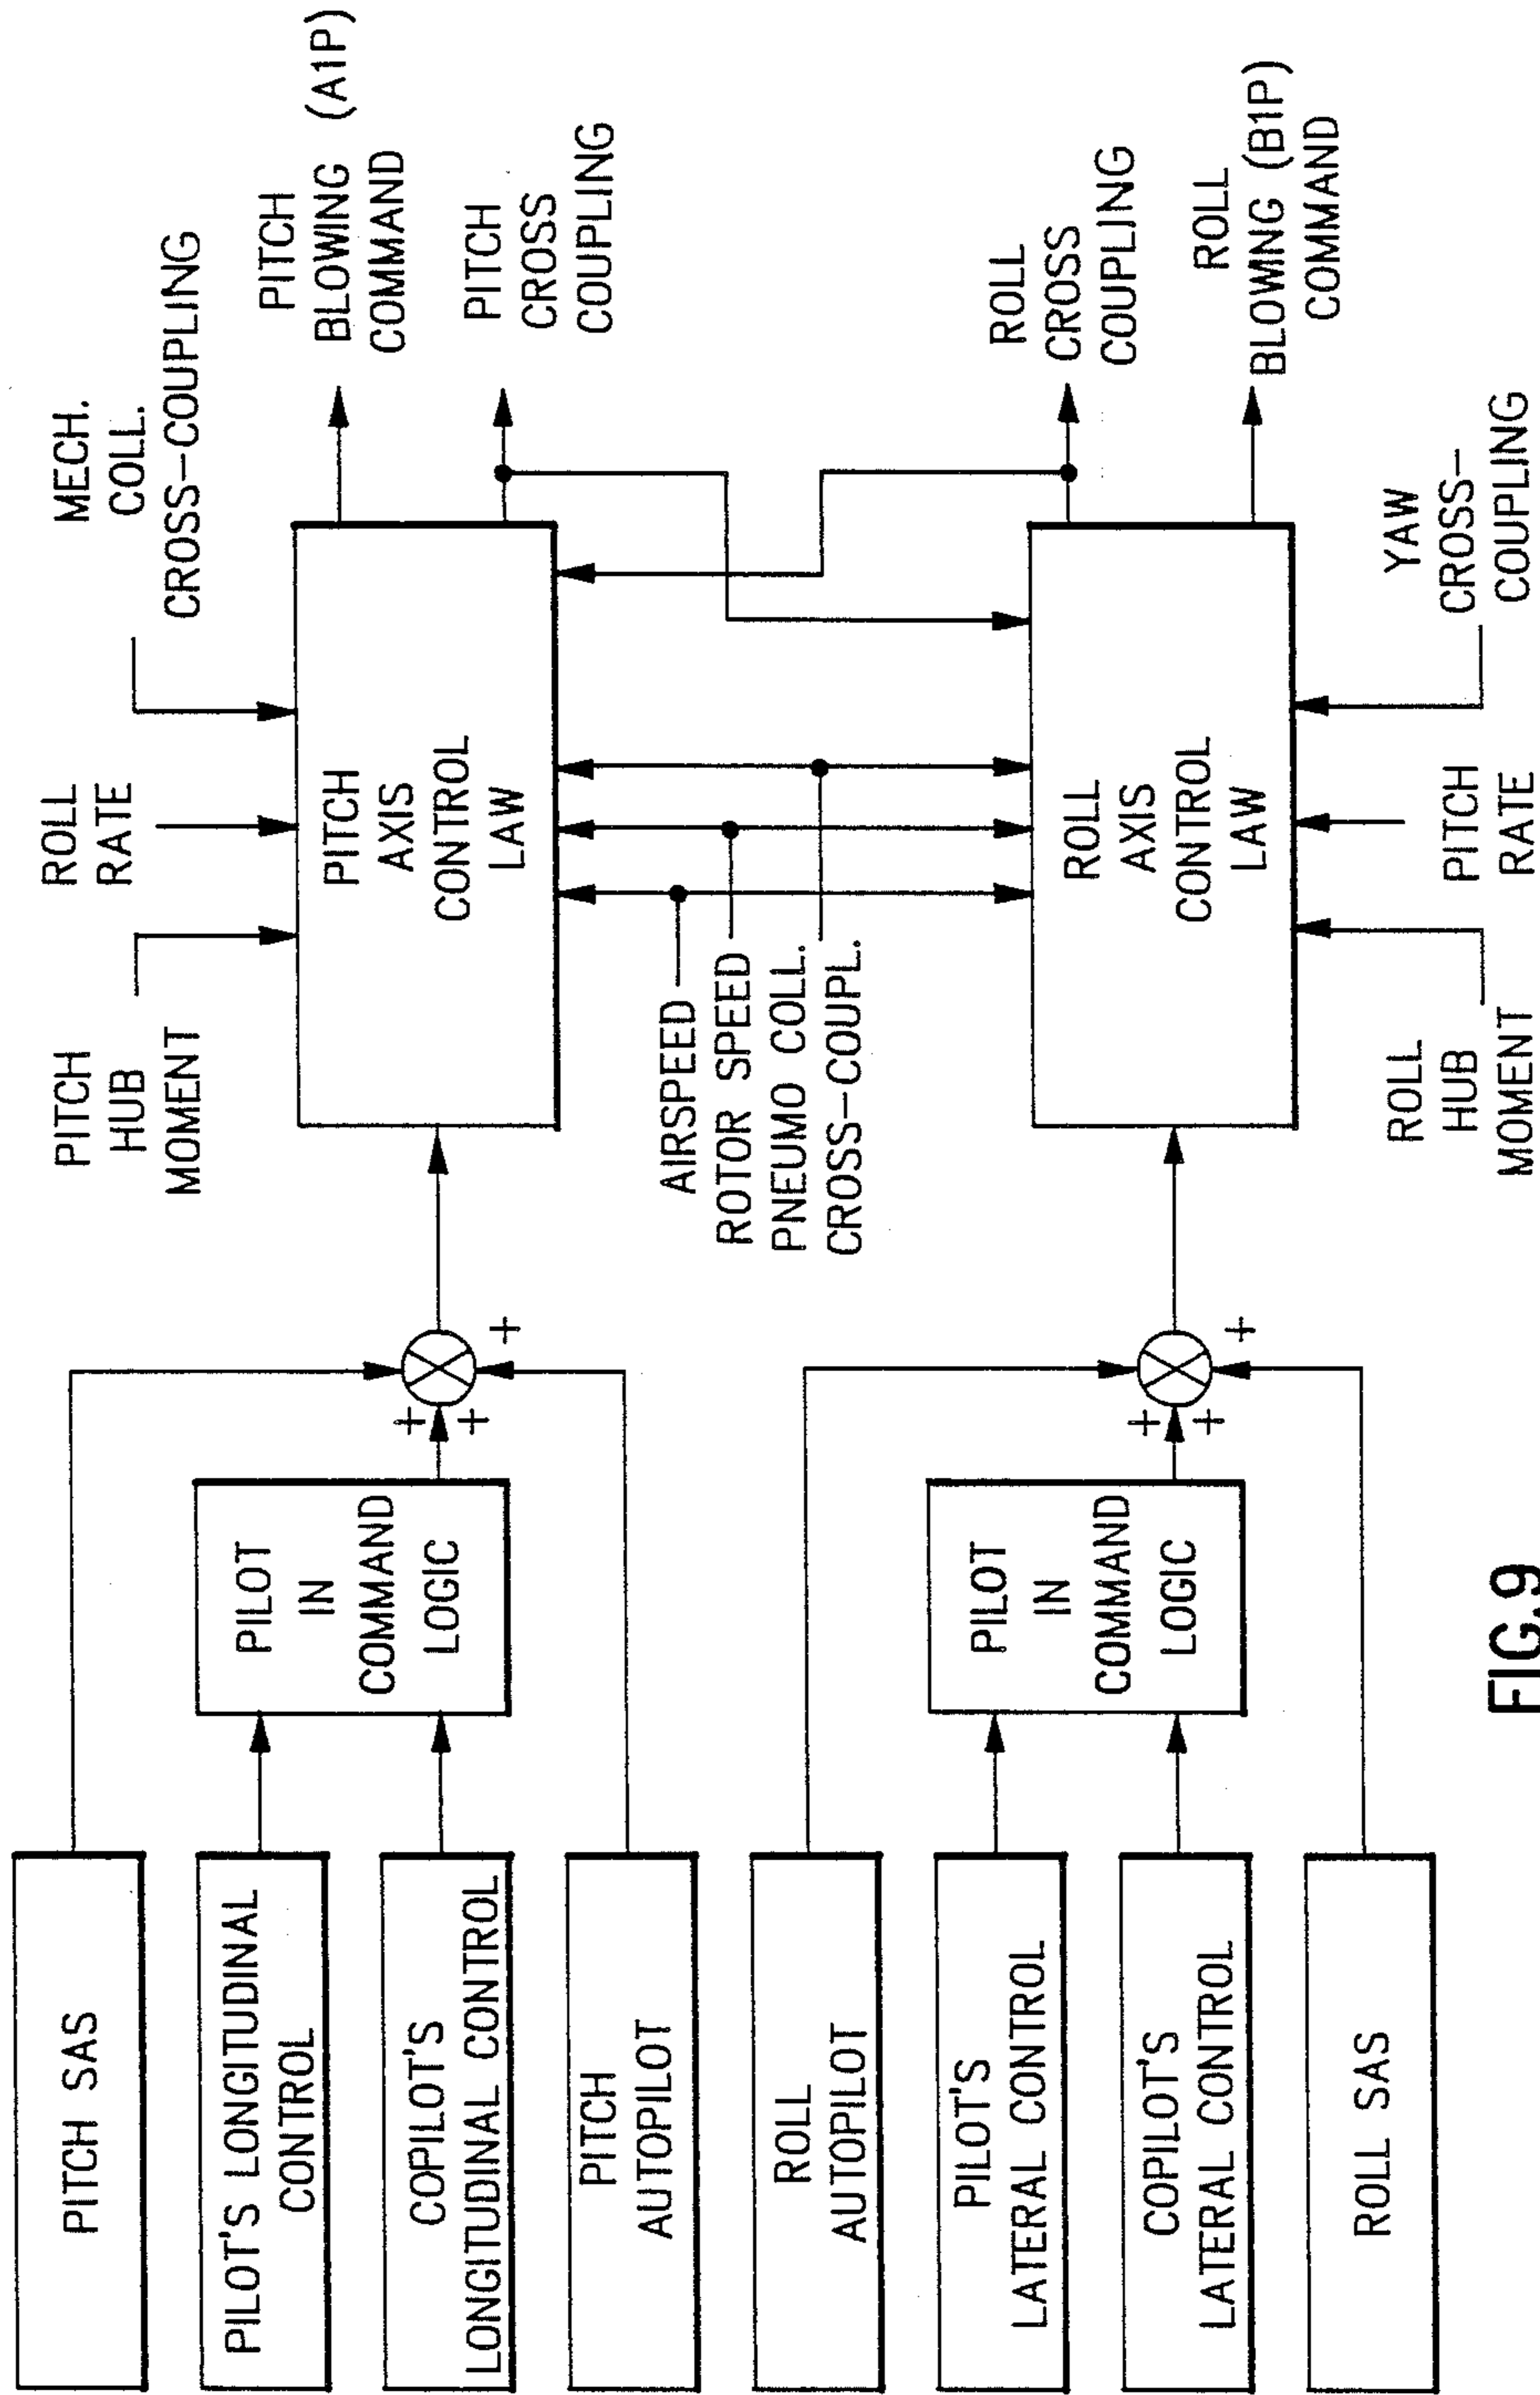 PITCH SAS
PILOT'S LONGITUDINAL
CONTROL
COPILOT'S
LONGITUDINAL CONTROL
PITCH
AUTOPILOT
ROLL
AUTOPILOT
PILOT'S
LATERAL CONTROL
COPILOT'S
LATERAL CONTROL
ROLL SAS
PILOT
IN
COMMAND
LOGIC
PILOT
IN
COMMAND
LOGIC
+
+
+
+
+
+
PITCH
HUB
MOMENT
ROLL
RATE
MECH.
COLL.
CROSS-COUPLING
PITCH
AXIS
CONTROL
LAW
AIRSPEED
ROTOR SPEED
PNEUMO COLL.
CROSS-COUPL.
ROLL
AXIS
CONTROL
LAW
ROLL
HUB
MOMENT
PITCH
RATE
YAW
CROSS-
COUPLING
PITCH
BLOWING (A1P)
COMMAND
PITCH
CROSS
COUPLING
ROLL
CROSS
COUPLING
ROLL
BLOWING (B1P)
COMMAND
FIG.9